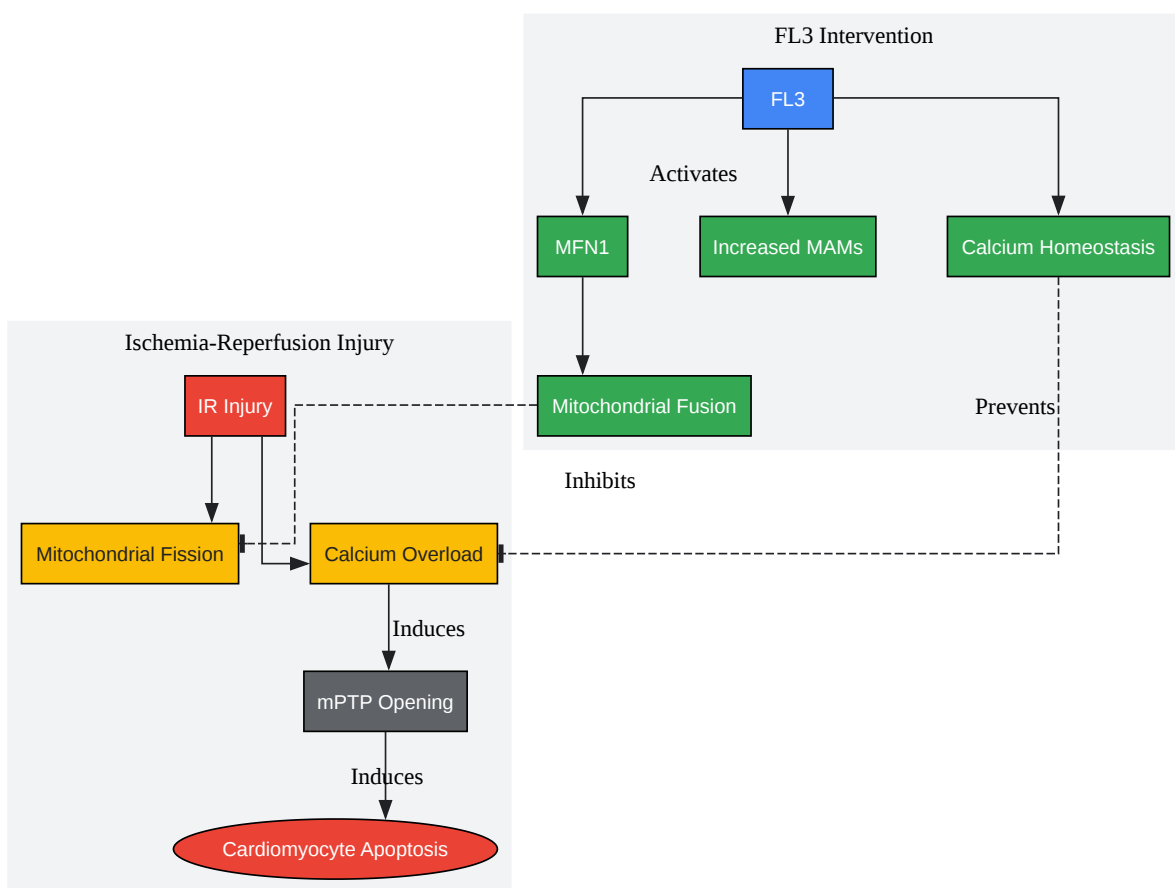 FL3 Intervention
FL3
Activates
MFN1
Increased MAMs
Calcium Homeostasis
Ischemia-Reperfusion Injury
IR Injury
Mitochondrial Fusion
Prevents
Inhibits
Mitochondrial Fission
Calcium Overload
Induces
mPTP Opening
Induces
Cardiomyocyte Apoptosis